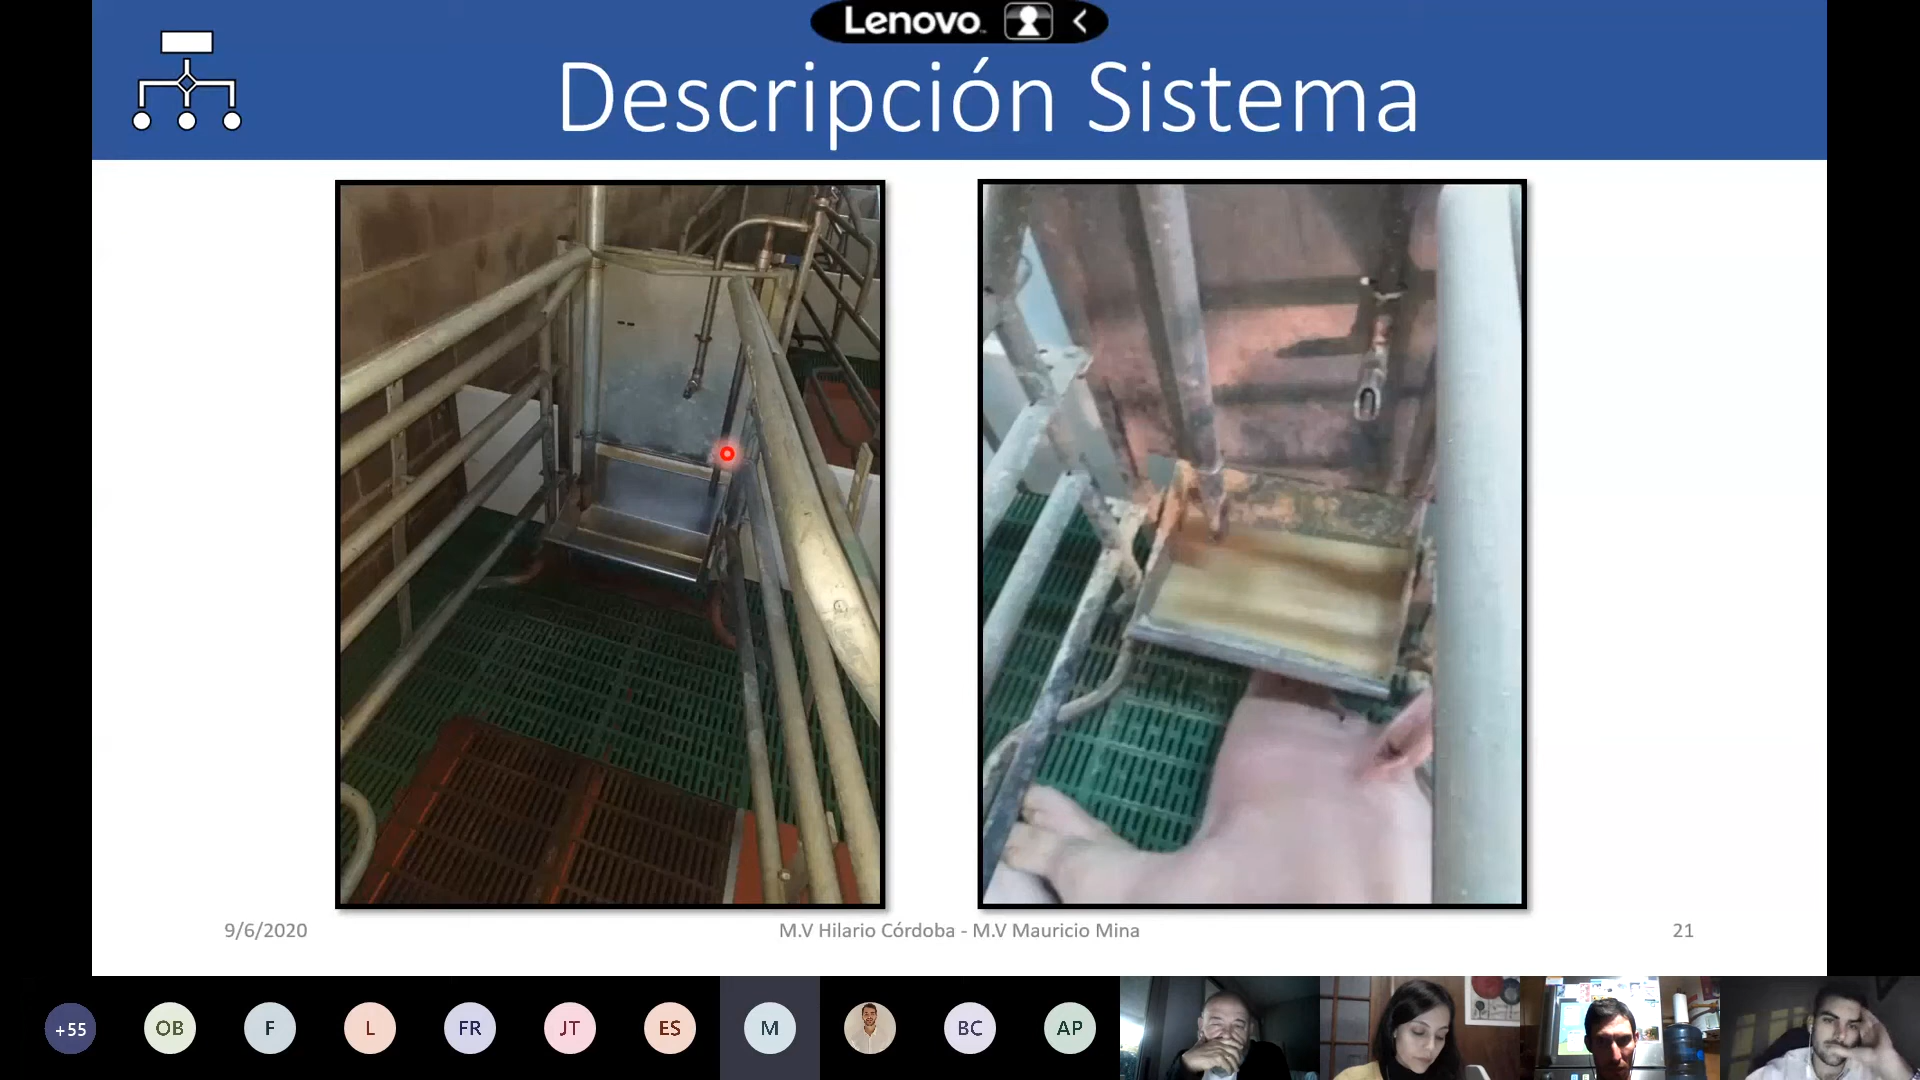 Lenovo
Descripción Sistema
9/6/2020
M.V Hilario Córdoba - M.V Mauricio Mina
21
+55
OB
F
L
FR
JT
ES
M
BC
AP